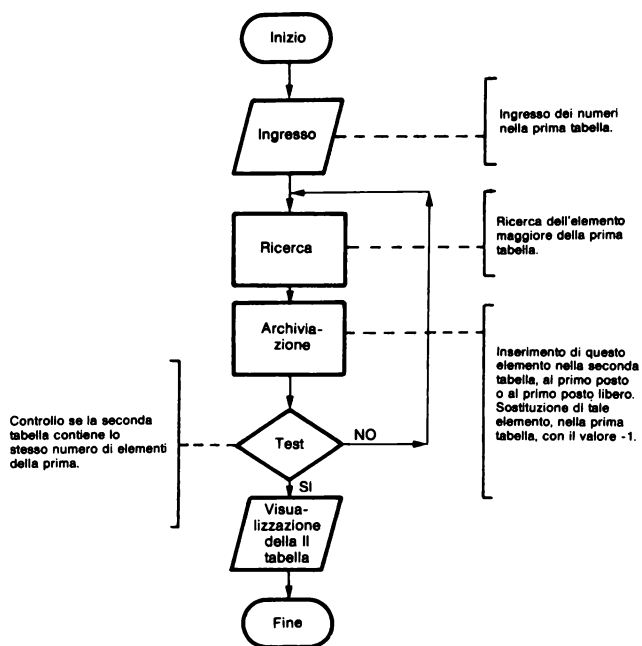 Inizio
Ingresso
Ingresso dei numeri
nella prima tabella.
Ricerca
Ricerca dell'elemento
maggiore della prima
tabella.
Archivia-
zione
Inserimento di questo
elemento nella seconda
tabella, al primo posto
o al primo posto libero.
Sostituzione di tale
elemento, nella prima
tabella, con il valore -1.
Controllo se la seconda
tabella contiene lo
stesso numero di elementi
della prima.
Test
NO
SI
Visua-
lizzazione
della II
tabella
Fine